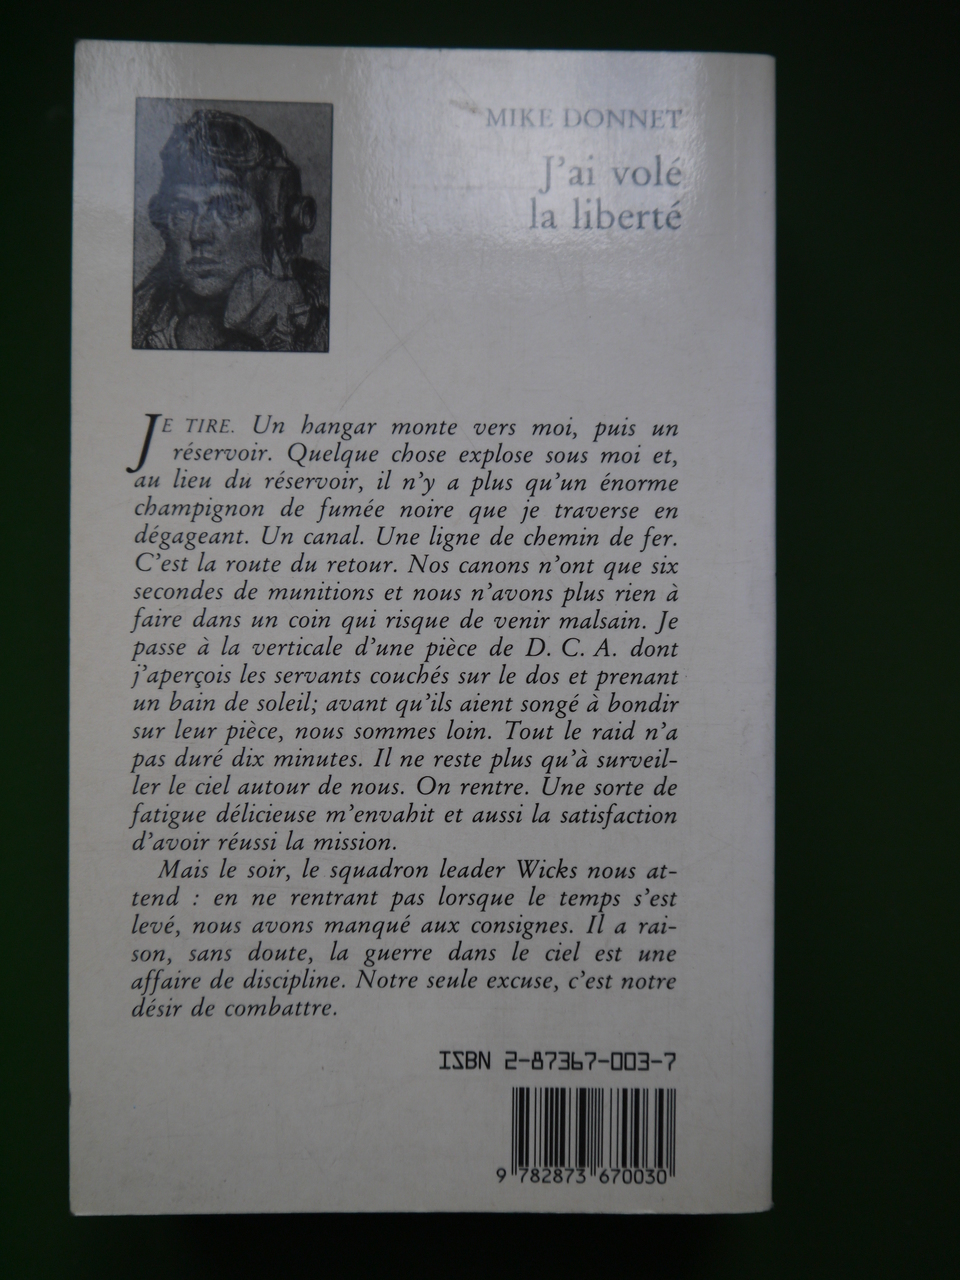 MIKE DONNET
J'ai volé
la liberté
JE TIRE. Un hangar monte vers moi, puis un
réservoir. Quelque chose explose sous moi et,
au lieu du réservoir, il n'y a plus qu'un énorme
champignon de fumée noire que je traverse en
dégageant. Un canal. Une ligne de chemin de fer.
C'est la route du retour. Nos canons n'ont que six
secondes de munitions et nous n'avons plus rien à
faire dans un coin qui risque de venir malsain. Je
passe à la verticale d'une pièce de D. C. A. dont
j'aperçois les servants couchés sur le dos et prenant
un bain de soleil; avant qu'ils aient songé à bondir
sur leur pièce, nous sommes loin. Tout le raid n'a
pas duré dix minutes. Il ne reste plus qu'à surveil-
ler le ciel autour de nous. On rentre. Une sorte de
fatigue délicieuse m'envahit et aussi la satisfaction
d'avoir réussi la mission.
Mais le soir, le squadron leader Wicks nous at-
tend : en ne rentrant pas lorsque le temps s'est
levé, nous avons manqué aux consignes. Il a rai-
son, sans doute, la guerre dans le ciel est une
affaire de discipline. Notre seule excuse, c'est notre
désir de combattre.
ISBN 2-87367-003-7
9 782873 670030